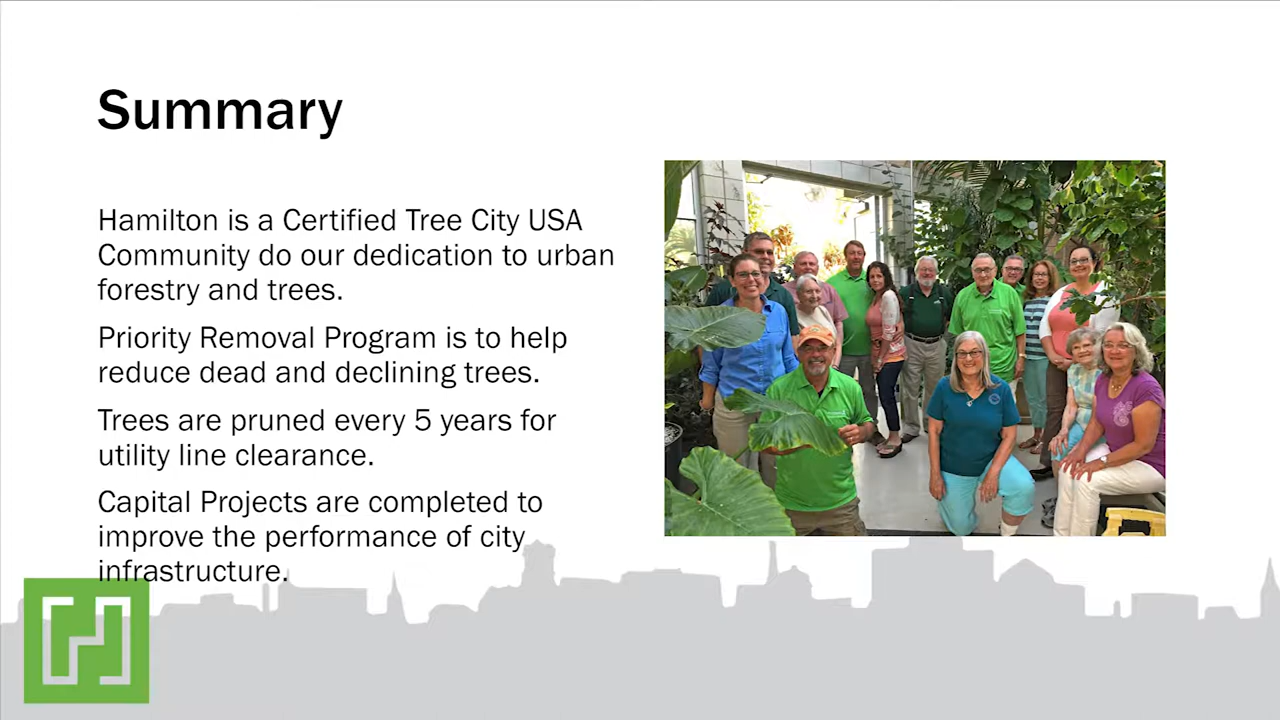 Summary
Hamilton is a Certified Tree City USA
Community do our dedication to urban
forestry and trees.
Priority Removal Program is to help
reduce dead and declining trees.
Trees are pruned every 5 years for
utility line clearance.
Capital Projects are completed to
improve the performance of city
infrastructure.